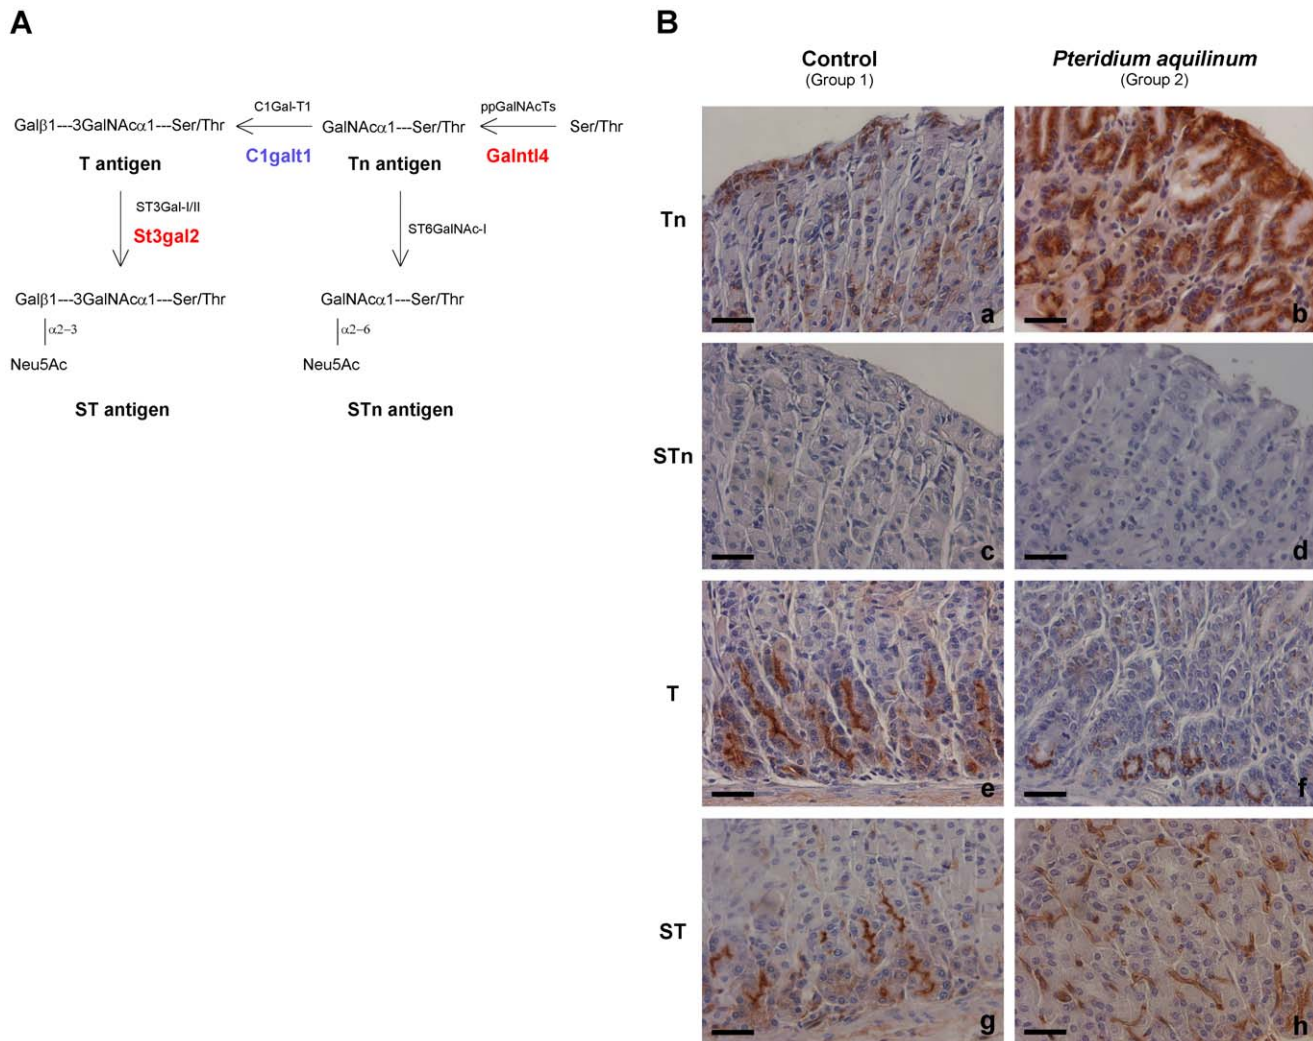 A
C1Gal-T1
ppGalNAcTs
Galβ1---3GalNAcα1---Ser/Thr
GalNAcα1---Ser/Thr
Ser/Thr
T antigen
C1galt1
Tn antigen
Galntl4
ST3Gal-I/II
St3gal2
ST6GalNAc-I
Galβ1---3GalNAcα1---Ser/Thr
GalNAcα1---Ser/Thr
α2–3
α2–6
Neu5Ac
Neu5Ac
ST antigen
STn antigen
B
Control
(Group 1)
Pteridium aquilinum
(Group 2)
Tn
a
b
STn
c
d
T
e
f
ST
g
h